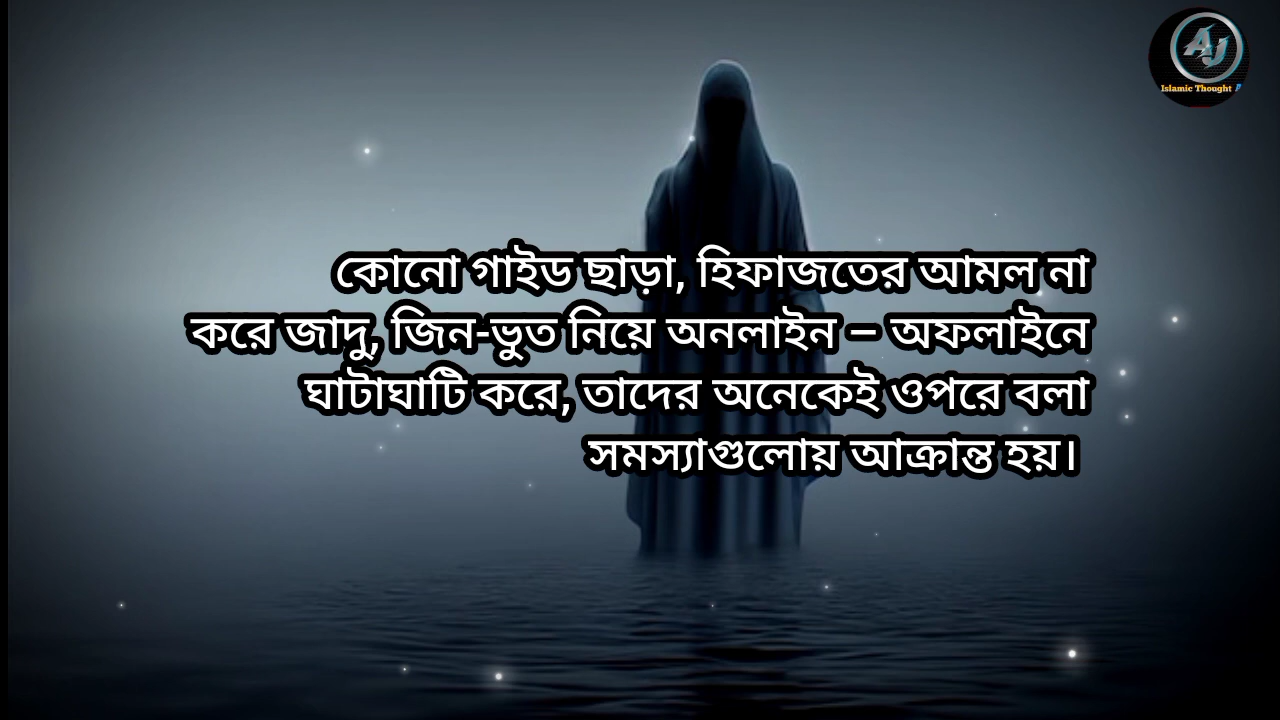 AJ
Islamic Thought
কোনো গাইড ছাড়া, হিফাজতের আমল না
করে জাদু, জিন-ভুত নিয়ে অনলাইন – অফলাইনে
ঘাটাঘাটি করে, তাদের অনেকেই ওপরে বলা
সমস্যাগুলোয় আক্রান্ত হয়।